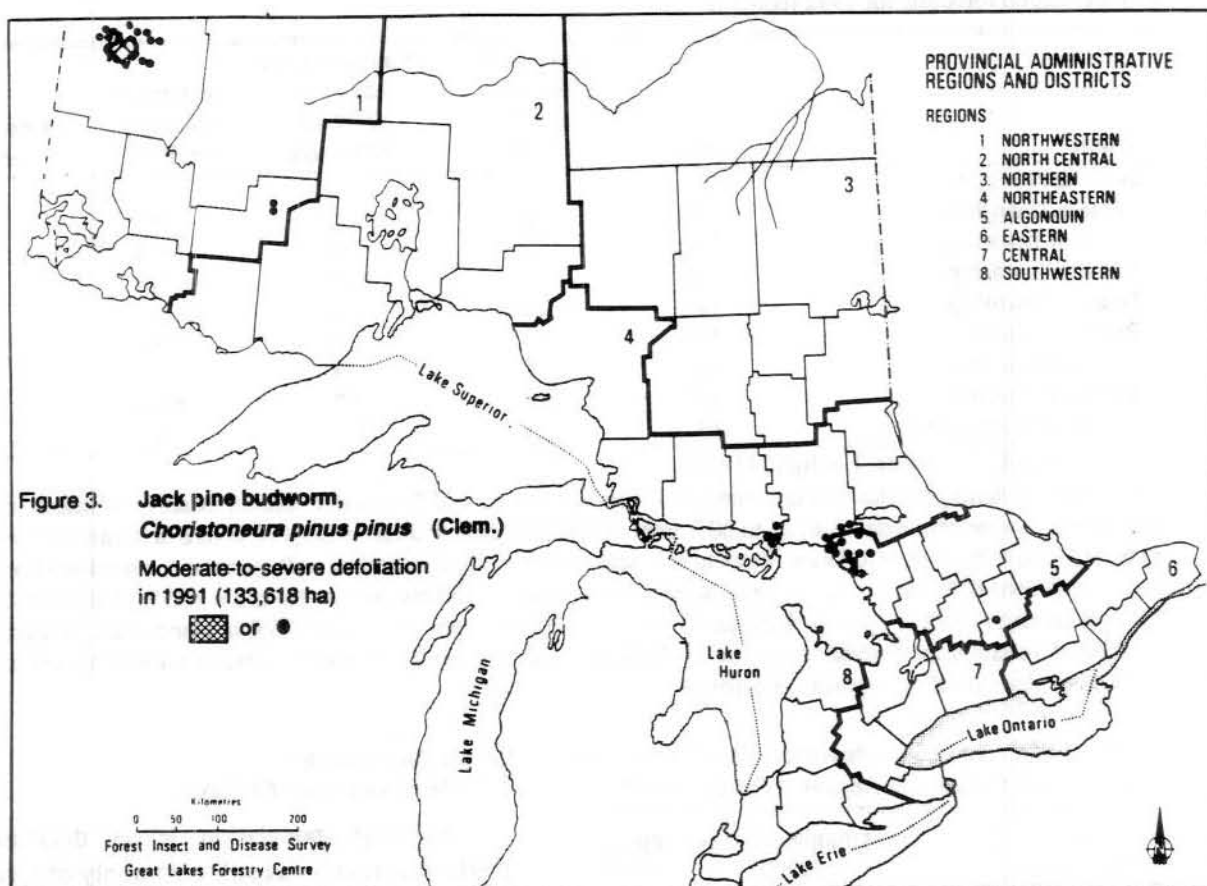 PROVINCIAL ADMINISTRATIVE
REGIONS AND DISTRICTS
REGIONS
1 NORTHWESTERN
2 NORTH CENTRAL
3. NORTHERN
4 NORTHEASTERN
5 ALGONQUIN
6 EASTERN
7 CENTRAL
8 SOUTHWESTERN
1
2
3
4
5
6
7
8
Lake Superior
Lake Michigan
Lake
Huron
Lake Ontario
Lake Erie
Figure 3. Jack pine budworm,
Choristoneura pinus pinus (Clem.)
Moderate-to-severe defoliation
in 1991 (133,618 ha)
or
Kilometres
0 50 100 200
Forest Insect and Disease Survey
Great Lakes Forestry Centre